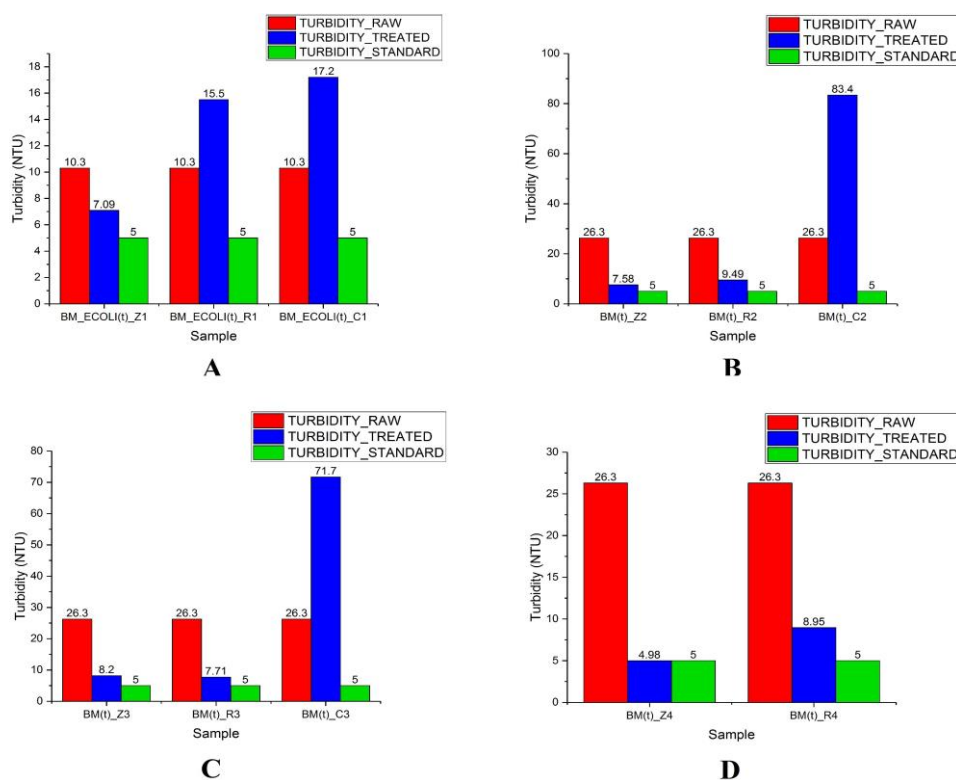 TURBIDITY_RAW
TURBIDITY_TREATED
TURBIDITY_STANDARD
Turbidity (NTU)
18
16
14
12
10
8
6
4
2
0
10.3
7.09
5
10.3
15.5
5
10.3
17.2
5
BM_ECOLI(t)_Z1
BM_ECOLI(t)_R1
BM_ECOLI(t)_C1
Sample
A
TURBIDITY_RAW
TURBIDITY_TREATED
TURBIDITY_STANDARD
Turbidity (NTU)
100
80
60
40
20
0
26.3
7.58
5
26.3
9.49
5
26.3
83.4
5
BM(t)_Z2
BM(t)_R2
BM(t)_C2
Sample
B
TURBIDITY_RAW
TURBIDITY_TREATED
TURBIDITY_STANDARD
Turbidity (NTU)
80
70
60
50
40
30
20
10
0
26.3
8.2
5
26.3
7.71
5
26.3
71.7
5
BM(t)_Z3
BM(t)_R3
BM(t)_C3
Sample
C
TURBIDITY_RAW
TURBIDITY_TREATED
TURBIDITY_STANDARD
Turbidity (NTU)
30
25
20
15
10
5
0
26.3
4.98
5
26.3
8.95
5
BM(t)_Z4
BM(t)_R4
Sample
D